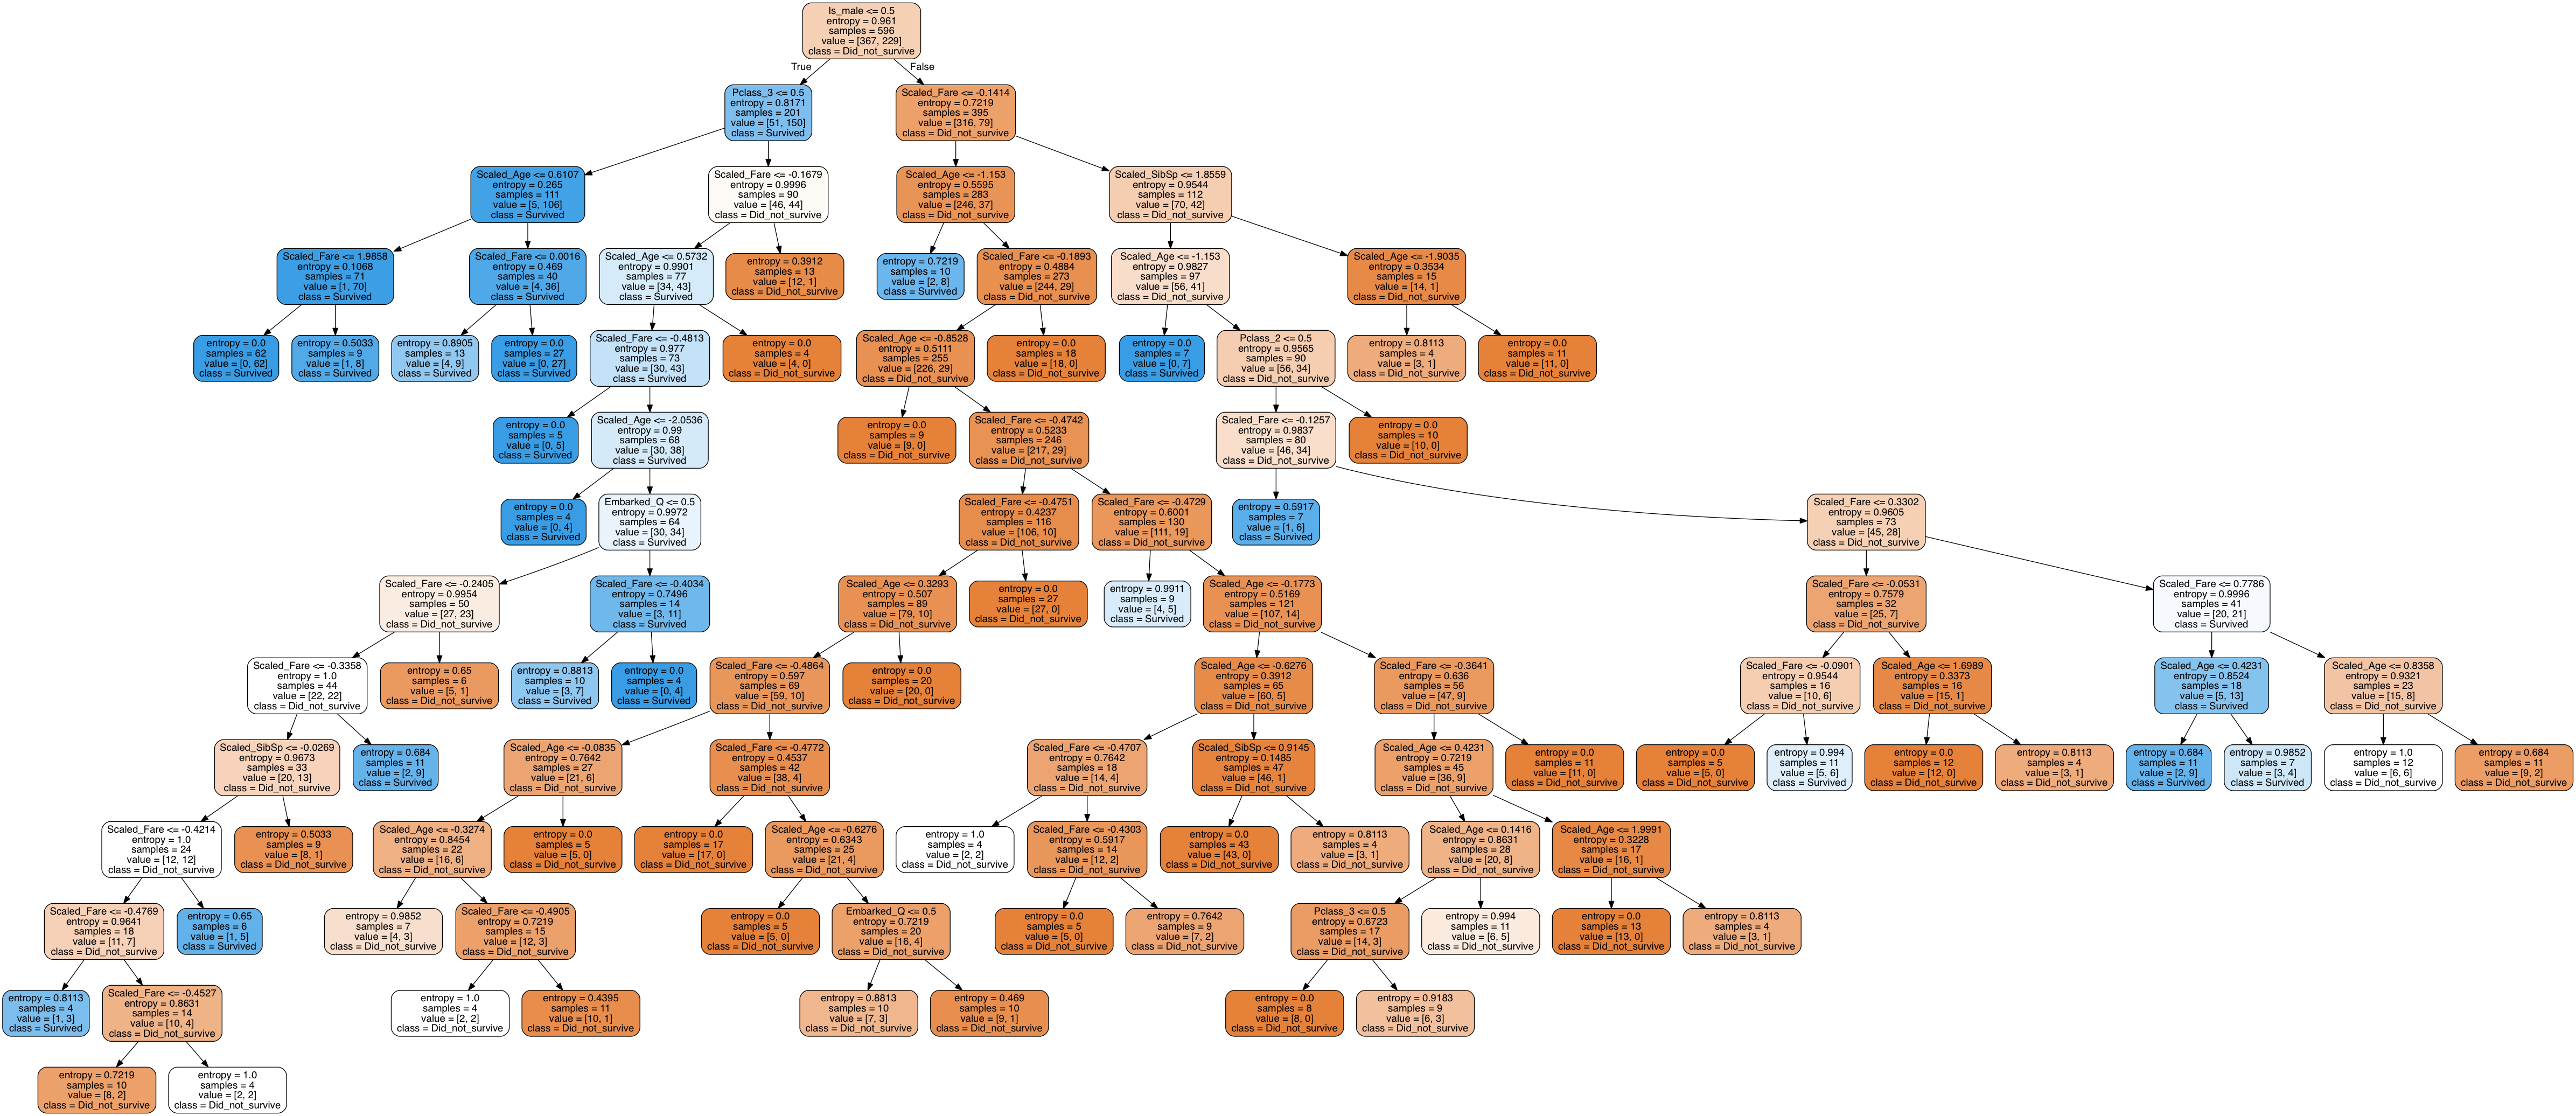 Is_male <= 0.5
entropy = 0.961
samples = 596
value = [367, 229]
class = Did_not_survive
True
False
Pclass_3 <= 0.5
entropy = 0.8171
samples = 201
value = [51, 150]
class = Survived
Scaled_Fare <= -0.1414
entropy = 0.7219
samples = 395
value = [316, 79]
class = Did_not_survive
Scaled_Age <= 0.6107
entropy = 0.265
samples = 111
value = [5, 106]
class = Survived
Scaled_Fare <= -0.1679
entropy = 0.9996
samples = 90
value = [46, 44]
class = Did_not_survive
Scaled_Age <= -1.153
entropy = 0.5595
samples = 283
value = [246, 37]
class = Did_not_survive
Scaled_SibSp <= 1.8559
entropy = 0.9544
samples = 112
value = [70, 42]
class = Did_not_survive
Scaled_Fare <= 1.9858
entropy = 0.1068
samples = 71
value = [1, 70]
class = Survived
Scaled_Fare <= 0.0016
entropy = 0.469
samples = 40
value = [4, 36]
class = Survived
Scaled_Age <= 0.5732
entropy = 0.9901
samples = 77
value = [34, 43]
class = Survived
entropy = 0.3912
samples = 13
value = [12, 1]
class = Did_not_survive
entropy = 0.7219
samples = 10
value = [2, 8]
class = Survived
Scaled_Fare <= -0.1893
entropy = 0.4884
samples = 273
value = [244, 29]
class = Did_not_survive
Scaled_Age <= -1.153
entropy = 0.9827
samples = 97
value = [56, 41]
class = Did_not_survive
Scaled_Age <= -1.9035
entropy = 0.3534
samples = 15
value = [14, 1]
class = Did_not_survive
entropy = 0.0
samples = 62
value = [0, 62]
class = Survived
entropy = 0.5033
samples = 9
value = [1, 8]
class = Survived
entropy = 0.8905
samples = 13
value = [4, 9]
class = Survived
entropy = 0.0
samples = 27
value = [0, 27]
class = Survived
Scaled_Fare <= -0.4813
entropy = 0.977
samples = 73
value = [30, 43]
class = Survived
entropy = 0.0
samples = 4
value = [4, 0]
class = Did_not_survive
Scaled_Age <= -0.8528
entropy = 0.5111
samples = 255
value = [226, 29]
class = Did_not_survive
entropy = 0.0
samples = 18
value = [18, 0]
class = Did_not_survive
entropy = 0.0
samples = 7
value = [0, 7]
class = Survived
Pclass_2 <= 0.5
entropy = 0.9565
samples = 90
value = [56, 34]
class = Did_not_survive
entropy = 0.8113
samples = 4
value = [3, 1]
class = Did_not_survive
entropy = 0.0
samples = 11
value = [11, 0]
class = Did_not_survive
entropy = 0.0
samples = 5
value = [0, 5]
class = Survived
Scaled_Age <= -2.0536
entropy = 0.99
samples = 68
value = [30, 38]
class = Survived
entropy = 0.0
samples = 9
value = [9, 0]
class = Did_not_survive
Scaled_Fare <= -0.4742
entropy = 0.5233
samples = 246
value = [217, 29]
class = Did_not_survive
Scaled_Fare <= -0.1257
entropy = 0.9837
samples = 80
value = [46, 34]
class = Did_not_survive
entropy = 0.0
samples = 10
value = [10, 0]
class = Did_not_survive
entropy = 0.0
samples = 4
value = [0, 4]
class = Survived
Embarked_Q <= 0.5
entropy = 0.9972
samples = 64
value = [30, 34]
class = Survived
Scaled_Fare <= -0.4751
entropy = 0.4237
samples = 116
value = [106, 10]
class = Did_not_survive
Scaled_Fare <= -0.4729
entropy = 0.6001
samples = 130
value = [111, 19]
class = Did_not_survive
entropy = 0.5917
samples = 7
value = [1, 6]
class = Survived
Scaled_Fare <= 0.3302
entropy = 0.9605
samples = 73
value = [45, 28]
class = Did_not_survive
Scaled_Fare <= -0.2405
entropy = 0.9954
samples = 50
value = [27, 23]
class = Did_not_survive
Scaled_Fare <= -0.4034
entropy = 0.7496
samples = 14
value = [3, 11]
class = Survived
Scaled_Age <= 0.3293
entropy = 0.507
samples = 89
value = [79, 10]
class = Did_not_survive
entropy = 0.0
samples = 27
value = [27, 0]
class = Did_not_survive
entropy = 0.9911
samples = 9
value = [4, 5]
class = Survived
Scaled_Age <= -0.1773
entropy = 0.5169
samples = 121
value = [107, 14]
class = Did_not_survive
Scaled_Fare <= -0.0531
entropy = 0.7579
samples = 32
value = [25, 7]
class = Did_not_survive
Scaled_Fare <= 0.7786
entropy = 0.9996
samples = 41
value = [20, 21]
class = Survived
Scaled_Fare <= -0.3358
entropy = 1.0
samples = 44
value = [22, 22]
class = Did_not_survive
entropy = 0.65
samples = 6
value = [5, 1]
class = Did_not_survive
entropy = 0.8813
samples = 10
value = [3, 7]
class = Survived
entropy = 0.0
samples = 4
value = [0, 4]
class = Survived
Scaled_Fare <= -0.4864
entropy = 0.597
samples = 69
value = [59, 10]
class = Did_not_survive
entropy = 0.0
samples = 20
value = [20, 0]
class = Did_not_survive
Scaled_Age <= -0.6276
entropy = 0.3912
samples = 65
value = [60, 5]
class = Did_not_survive
Scaled_Fare <= -0.3641
entropy = 0.636
samples = 56
value = [47, 9]
class = Did_not_survive
Scaled_Fare <= -0.0901
entropy = 0.9544
samples = 16
value = [10, 6]
class = Did_not_survive
Scaled_Age <= 1.6989
entropy = 0.3373
samples = 16
value = [15, 1]
class = Did_not_survive
Scaled_Age <= 0.4231
entropy = 0.8524
samples = 18
value = [5, 13]
class = Survived
Scaled_Age <= 0.8358
entropy = 0.9321
samples = 23
value = [15, 8]
class = Did_not_survive
Scaled_SibSp <= -0.0269
entropy = 0.9673
samples = 33
value = [20, 13]
class = Did_not_survive
entropy = 0.684
samples = 11
value = [2, 9]
class = Survived
Scaled_Age <= -0.0835
entropy = 0.7642
samples = 27
value = [21, 6]
class = Did_not_survive
Scaled_Fare <= -0.4772
entropy = 0.4537
samples = 42
value = [38, 4]
class = Did_not_survive
Scaled_Fare <= -0.4707
entropy = 0.7642
samples = 18
value = [14, 4]
class = Did_not_survive
Scaled_SibSp <= 0.9145
entropy = 0.1485
samples = 47
value = [46, 1]
class = Did_not_survive
Scaled_Age <= 0.4231
entropy = 0.7219
samples = 45
value = [36, 9]
class = Did_not_survive
entropy = 0.0
samples = 11
value = [11, 0]
class = Did_not_survive
entropy = 0.0
samples = 5
value = [5, 0]
class = Did_not_survive
entropy = 0.994
samples = 11
value = [5, 6]
class = Survived
entropy = 0.0
samples = 12
value = [12, 0]
class = Did_not_survive
entropy = 0.8113
samples = 4
value = [3, 1]
class = Did_not_survive
entropy = 0.684
samples = 11
value = [2, 9]
class = Survived
entropy = 0.9852
samples = 7
value = [3, 4]
class = Survived
entropy = 1.0
samples = 12
value = [6, 6]
class = Did_not_survive
entropy = 0.684
samples = 11
value = [9, 2]
class = Did_not_survive
Scaled_Fare <= -0.4214
entropy = 1.0
samples = 24
value = [12, 12]
class = Did_not_survive
entropy = 0.5033
samples = 9
value = [8, 1]
class = Did_not_survive
Scaled_Age <= -0.3274
entropy = 0.8454
samples = 22
value = [16, 6]
class = Did_not_survive
entropy = 0.0
samples = 5
value = [5, 0]
class = Did_not_survive
entropy = 0.0
samples = 17
value = [17, 0]
class = Did_not_survive
Scaled_Age <= -0.6276
entropy = 0.6343
samples = 25
value = [21, 4]
class = Did_not_survive
entropy = 1.0
samples = 4
value = [2, 2]
class = Did_not_survive
Scaled_Fare <= -0.4303
entropy = 0.5917
samples = 14
value = [12, 2]
class = Did_not_survive
entropy = 0.0
samples = 43
value = [43, 0]
class = Did_not_survive
entropy = 0.8113
samples = 4
value = [3, 1]
class = Did_not_survive
Scaled_Age <= 0.1416
entropy = 0.8631
samples = 28
value = [20, 8]
class = Did_not_survive
Scaled_Age <= 1.9991
entropy = 0.3228
samples = 17
value = [16, 1]
class = Did_not_survive
Scaled_Fare <= -0.4769
entropy = 0.9641
samples = 18
value = [11, 7]
class = Did_not_survive
entropy = 0.65
samples = 6
value = [1, 5]
class = Survived
entropy = 0.9852
samples = 7
value = [4, 3]
class = Did_not_survive
Scaled_Fare <= -0.4905
entropy = 0.7219
samples = 15
value = [12, 3]
class = Did_not_survive
entropy = 0.0
samples = 5
value = [5, 0]
class = Did_not_survive
Embarked_Q <= 0.5
entropy = 0.7219
samples = 20
value = [16, 4]
class = Did_not_survive
entropy = 0.0
samples = 5
value = [5, 0]
class = Did_not_survive
entropy = 0.7642
samples = 9
value = [7, 2]
class = Did_not_survive
Pclass_3 <= 0.5
entropy = 0.6723
samples = 17
value = [14, 3]
class = Did_not_survive
entropy = 0.994
samples = 11
value = [6, 5]
class = Did_not_survive
entropy = 0.0
samples = 13
value = [13, 0]
class = Did_not_survive
entropy = 0.8113
samples = 4
value = [3, 1]
class = Did_not_survive
entropy = 0.8113
samples = 4
value = [1, 3]
class = Survived
Scaled_Fare <= -0.4527
entropy = 0.8631
samples = 14
value = [10, 4]
class = Did_not_survive
entropy = 1.0
samples = 4
value = [2, 2]
class = Did_not_survive
entropy = 0.4395
samples = 11
value = [10, 1]
class = Did_not_survive
entropy = 0.8813
samples = 10
value = [7, 3]
class = Did_not_survive
entropy = 0.469
samples = 10
value = [9, 1]
class = Did_not_survive
entropy = 0.0
samples = 8
value = [8, 0]
class = Did_not_survive
entropy = 0.9183
samples = 9
value = [6, 3]
class = Did_not_survive
entropy = 0.7219
samples = 10
value = [8, 2]
class = Did_not_survive
entropy = 1.0
samples = 4
value = [2, 2]
class = Did_not_survive